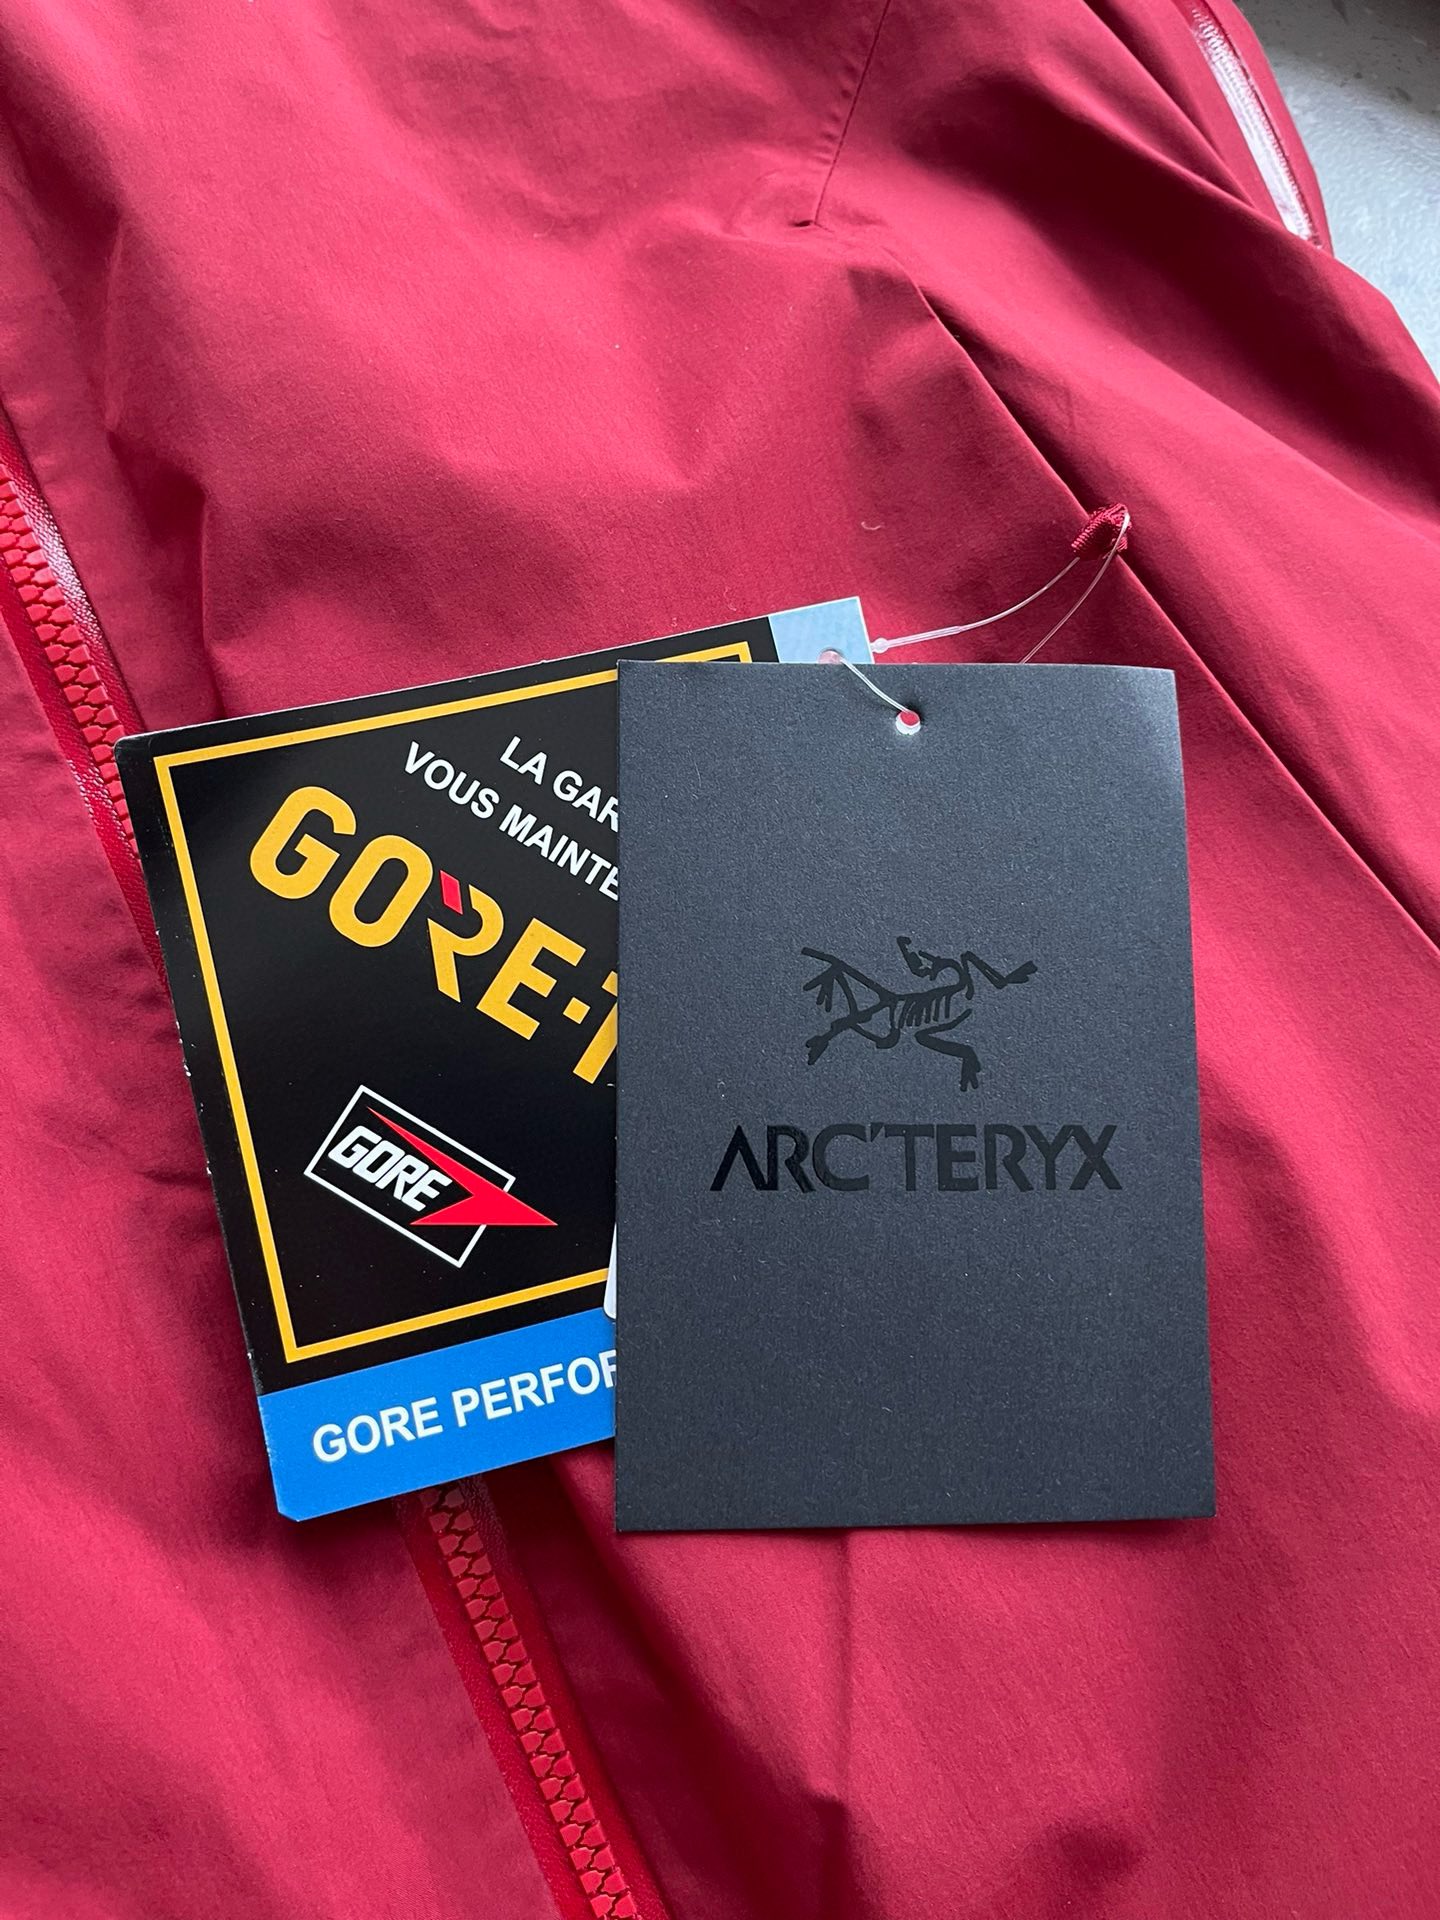 LA GAR
VOUS MAINTE
GORE-T
GORE
GORE PERFOR
ARC'TERYX